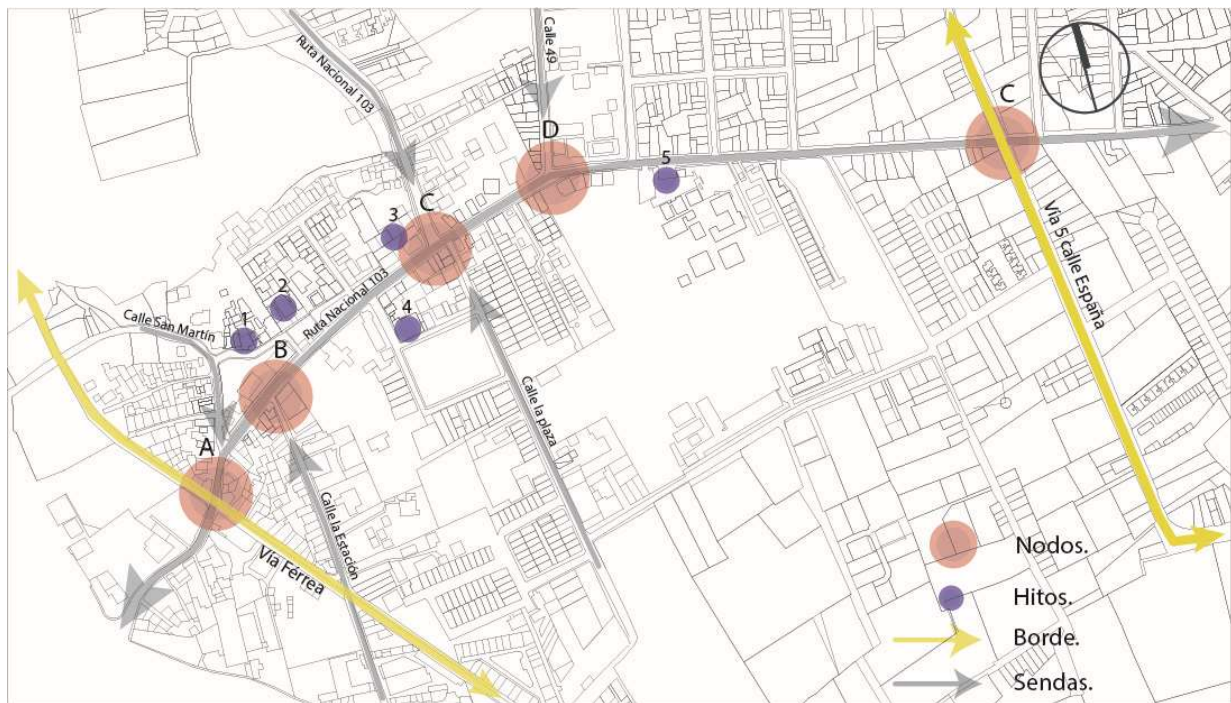 Ruta Nacional 103
Calle 49
C
D
5
C
3
Vía 5 calle España
2
Ruta Nacional 103
4
1
Calle San Martín
B
Calle la plaza
A
Calle la Estación
Vía Férrea
Nodos.
Hitos.
Borde.
Sendas.